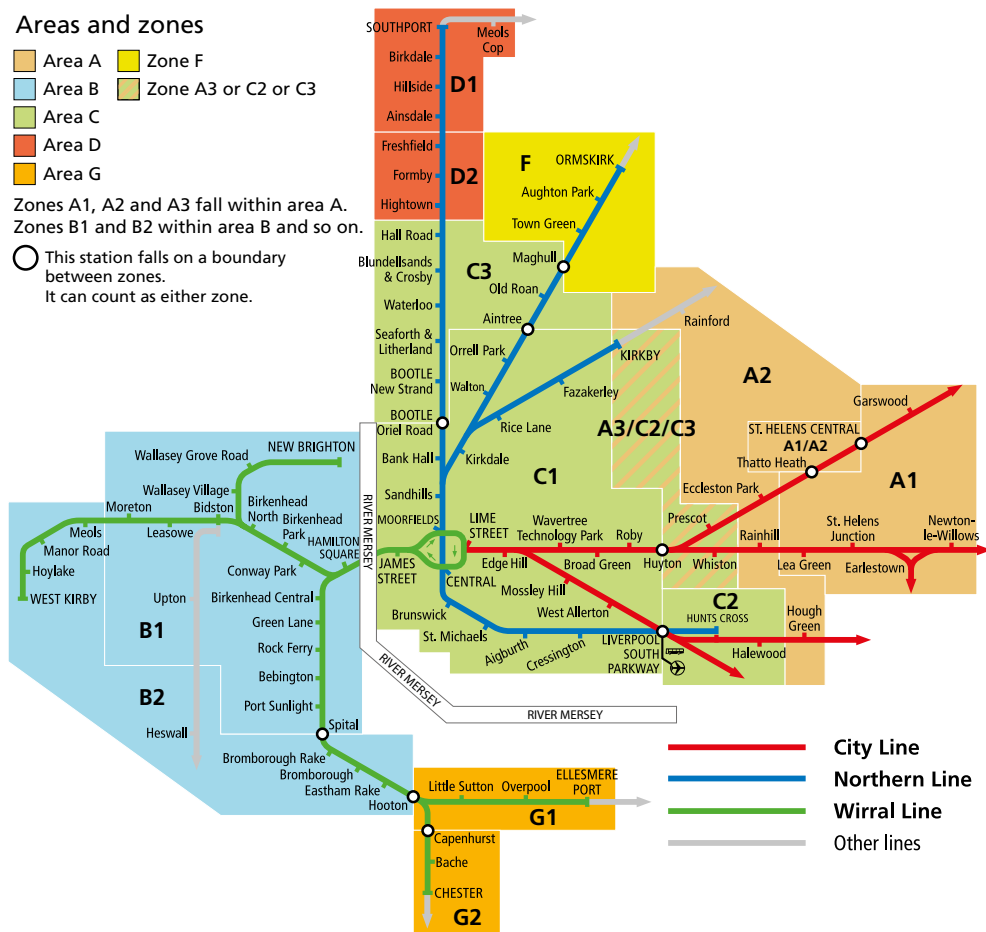 Areas and zones
Area A
Zone F
Area B
Zone A3 or C2 or C3
Area C
Area D
Area G
Zones A1, A2 and A3 fall within area A.
Zones B1 and B2 within area B and so on.
This station falls on a boundary
between zones.
It can count as either zone.
SOUTHPORT
Meols
Cop
Birkdale
Hillside
D1
Ainsdale
Freshfield
Formby
D2
Hightown
F
ORMSKIRK
Aughton Park
Town Green
Maghull
Hall Road
Blundellsands
& Crosby
C3
Old Roan
Waterloo
Aintree
Seaforth &
Litherland
Orrell Park
BOOTLE
New Strand
Walton
BOOTLE
Oriel Road
Bank Hall
Kirkdale
Sandhills
Rainford
KIRKBY
Fazakerley
Rice Lane
A3/C2/C3
A2
Garswood
ST. HELENS CENTRAL
A1/A2
Thatto Heath
A1
Eccleston Park
Prescot
C1
NEW BRIGHTON
Wallasey Grove Road
Wallasey Village
Moreton
Bidston
Birkenhead
North
Birkenhead
Park
Meols
Leasowe
Manor Road
HAMILTON
SQUARE
Hoylake
Conway Park
WEST KIRBY
RIVER MERSEY
MOORFIELDS
LIME
STREET
JAMES
STREET
CENTRAL
Wavertree
Technology Park
Roby
Edge Hill
Broad Green
Huyton
Whiston
Rainhill
Lea Green
St. Helens
Junction
Newton-
le-Willows
Earlestown
Mossley Hill
West Allerton
Brunswick
St. Michaels
Aigburth
Cressington
LIVERPOOL
SOUTH
PARKWAY
C2
HUNTS CROSS
Halewood
Hough
Green
Upton
Birkenhead Central
B1
Green Lane
Rock Ferry
Bebington
B2
Port Sunlight
Heswall
Spital
RIVER MERSEY
RIVER MERSEY
Bromborough Rake
Bromborough
Eastham Rake
Hooton
Little Sutton
Overpool
ELLESMERE
PORT
G1
Capenhurst
Bache
CHESTER
G2
City Line
Northern Line
Wirral Line
Other lines